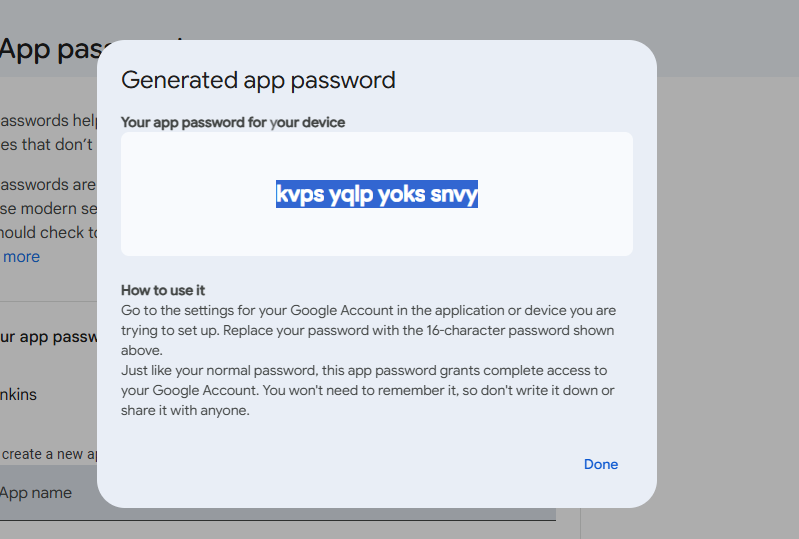 App pass
Generated app password
Your app password for your device
kvps yqlp yoks snvy
How to use it
Go to the settings for your Google Account in the application or device you are
trying to set up. Replace your password with the 16-character password shown
above.
Just like your normal password, this app password grants complete access to
your Google Account. You won't need to remember it, so don't write it down or
share it with anyone.
Done
asswords help
es that don't
asswords are
se modern se
hould check to
more
ur app passw
nkins
create a new ap
App name